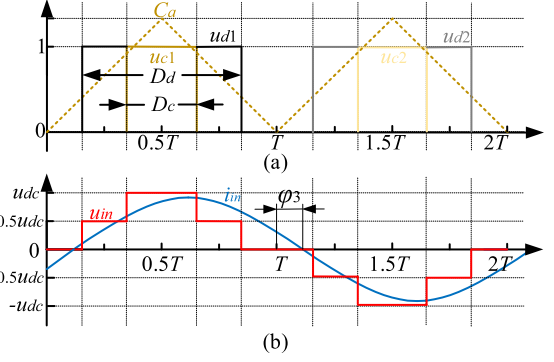 Ca
ud1
ud2
1
uc1
uc2
Dd
Dc
0
0.5T
T
1.5T
2T
(a)
udc
iin
φ3
uin
0.5udc
0
0.5T
T
1.5T
2T
0.5udc
-udc
(b)